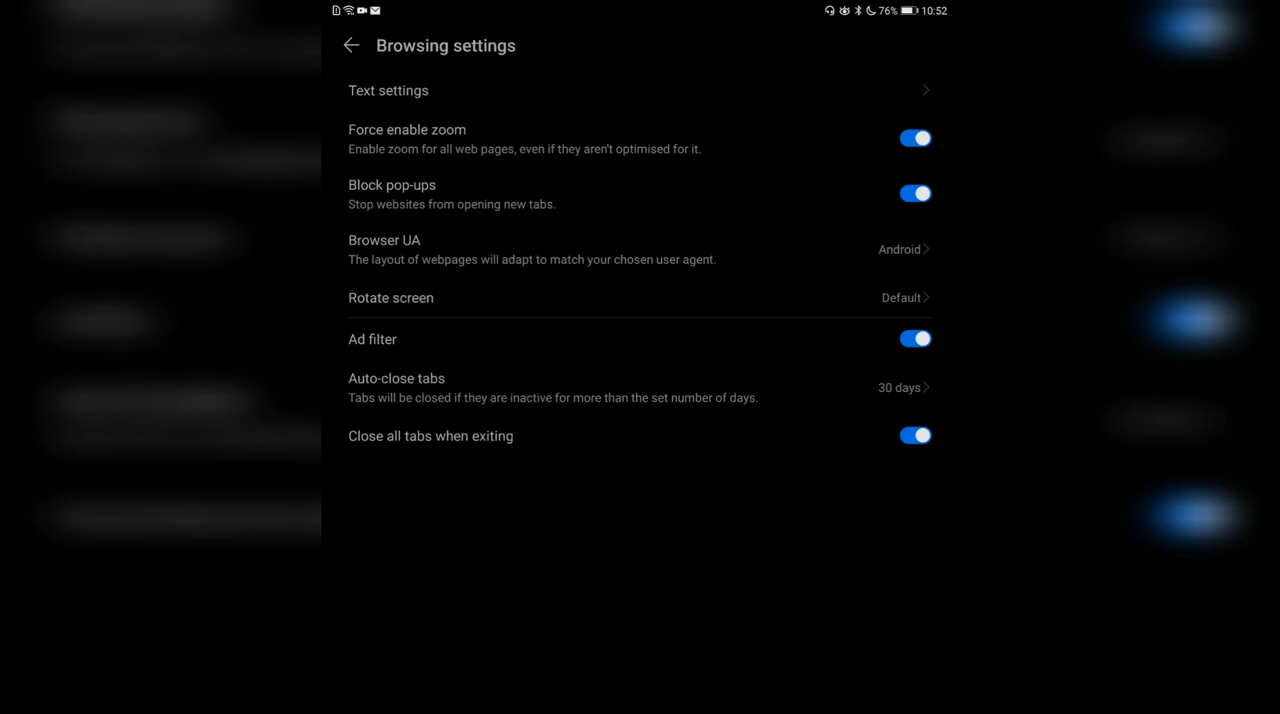 76% 10:52
Browsing settings
Text settings
Force enable zoom
Enable zoom for all web pages, even if they aren't optimised for it.
Block pop-ups
Stop websites from opening new tabs.
Browser UA
The layout of webpages will adapt to match your chosen user agent.
Android
Rotate screen
Default
Ad filter
Auto-close tabs
Tabs will be closed if they are inactive for more than the set number of days.
30 days
Close all tabs when exiting